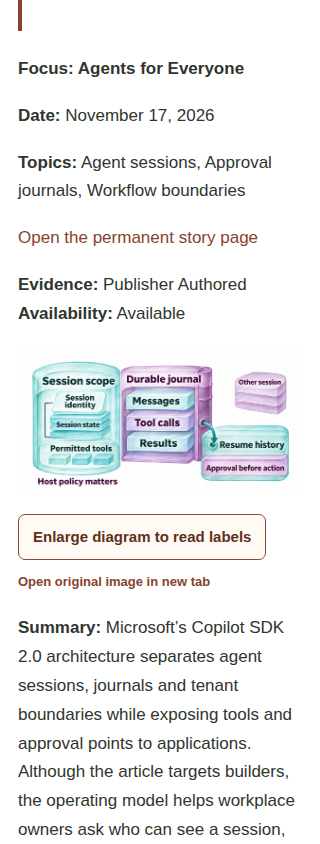 Focus: Agents for Everyone
Date: November 17, 2026
Topics: Agent sessions, Approval
journals, Workflow boundaries
Open the permanent story page
Evidence: Publisher Authored
Availability: Available
Session scope
Session
identity
Session state
Permitted tools
Host policy matters
Durable journal
Messages
Tool calls
Results
Other session
Resume history
Approval before action
Enlarge diagram to read labels
Open original image in new tab
Summary: Microsoft’s Copilot SDK
2.0 architecture separates agent
sessions, journals and tenant
boundaries while exposing tools and
approval points to applications.
Although the article targets builders,
the operating model helps workplace
owners ask who can see a session,